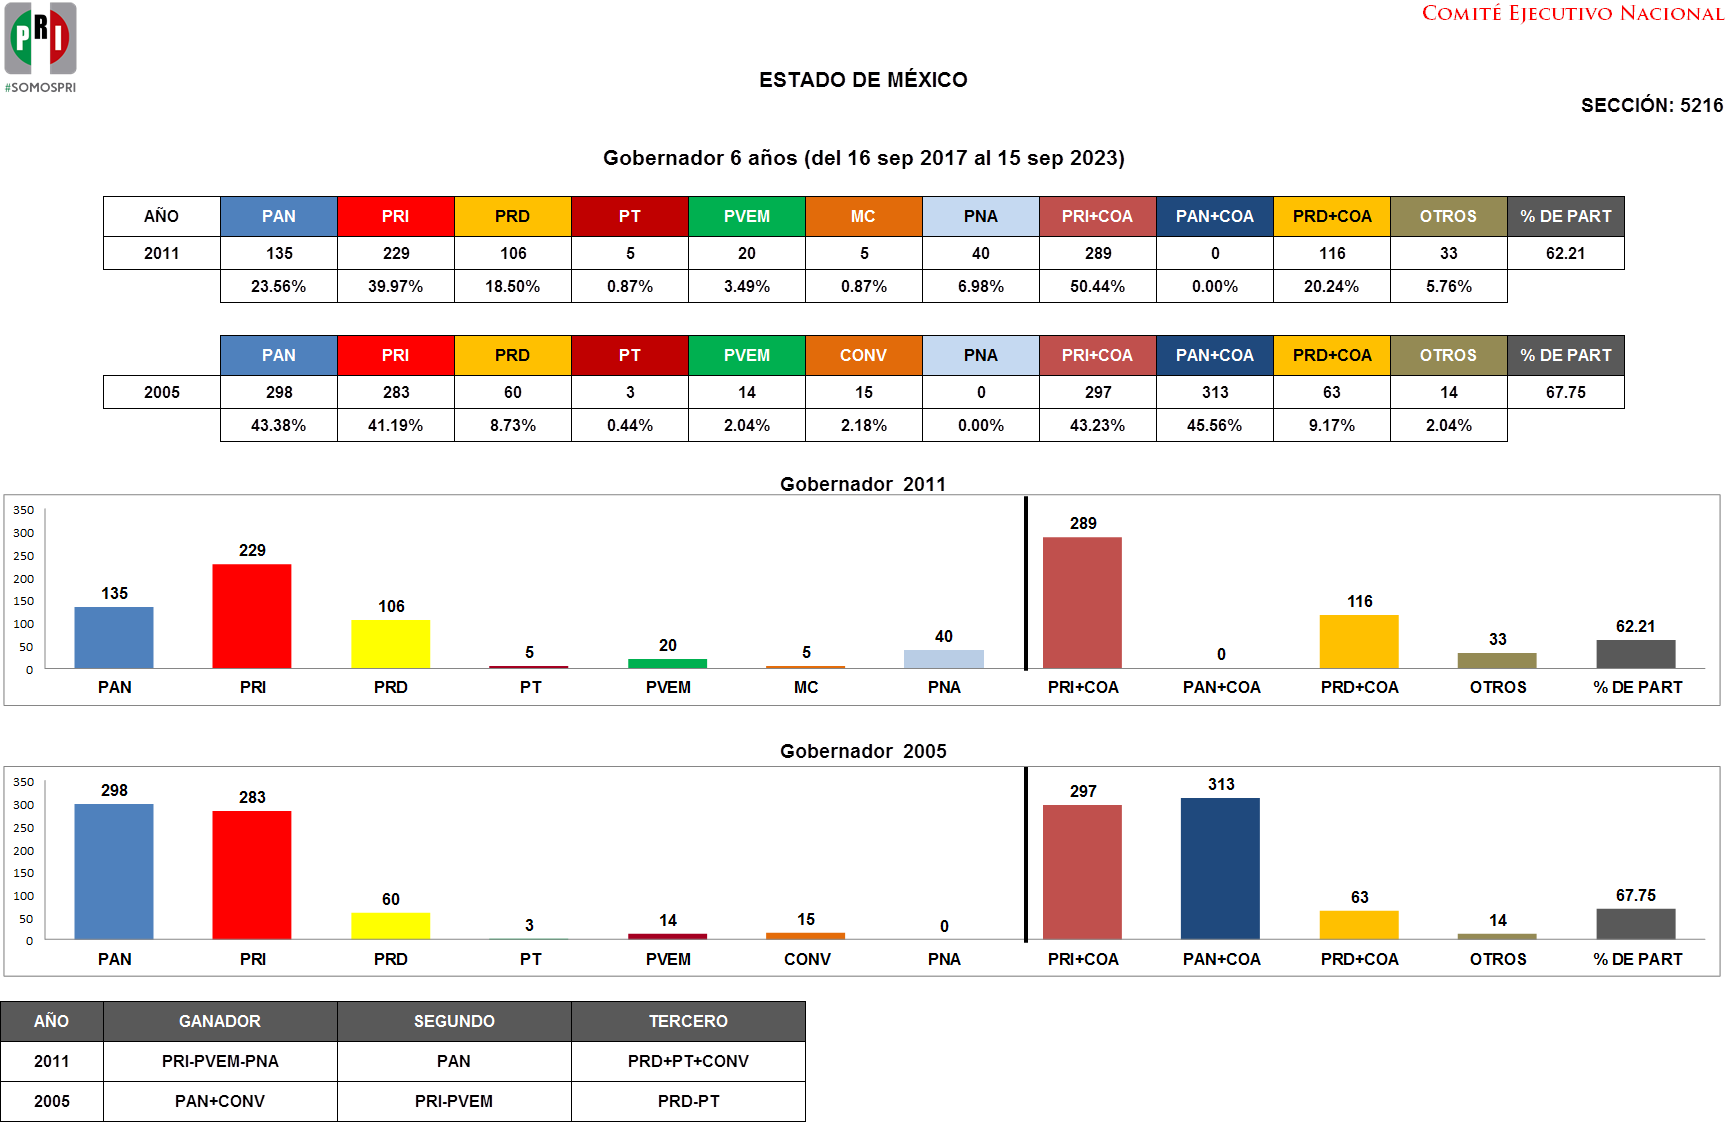 PRI
#SOMOSPRI
COMITÉ EJECUTIVO NACIONAL
ESTADO DE MÉXICO
SECCIÓN: 5216
Gobernador 6 años (del 16 sep 2017 al 15 sep 2023)
AÑO PAN PRI PRD PT PVEM MC PNA PRI+COA PAN+COA PRD+COA OTROS % DE PART
2011 135 229 106 5 20 5 40 289 0 116 33 62.21
23.56% 39.97% 18.50% 0.87% 3.49% 0.87% 6.98% 50.44% 0.00% 20.24% 5.76%
PAN PRI PRD PT PVEM CONV PNA PRI+COA PAN+COA PRD+COA OTROS % DE PART
2005 298 283 60 3 14 15 0 297 313 63 14 67.75
43.38% 41.19% 8.73% 0.44% 2.04% 2.18% 0.00% 43.23% 45.56% 9.17% 2.04%
Gobernador 2011
350
300
250
200
150
100
50
0
135 229 106 5 20 5 40 289 0 116 33 62.21
PAN PRI PRD PT PVEM MC PNA PRI+COA PAN+COA PRD+COA OTROS % DE PART
Gobernador 2005
350
300
250
200
150
100
50
0
298 283 60 3 14 15 0 297 313 63 14 67.75
PAN PRI PRD PT PVEM CONV PNA PRI+COA PAN+COA PRD+COA OTROS % DE PART
AÑO GANADOR SEGUNDO TERCERO
2011 PRI-PVEM-PNA PAN PRD+PT+CONV
2005 PAN+CONV PRI-PVEM PRD-PT